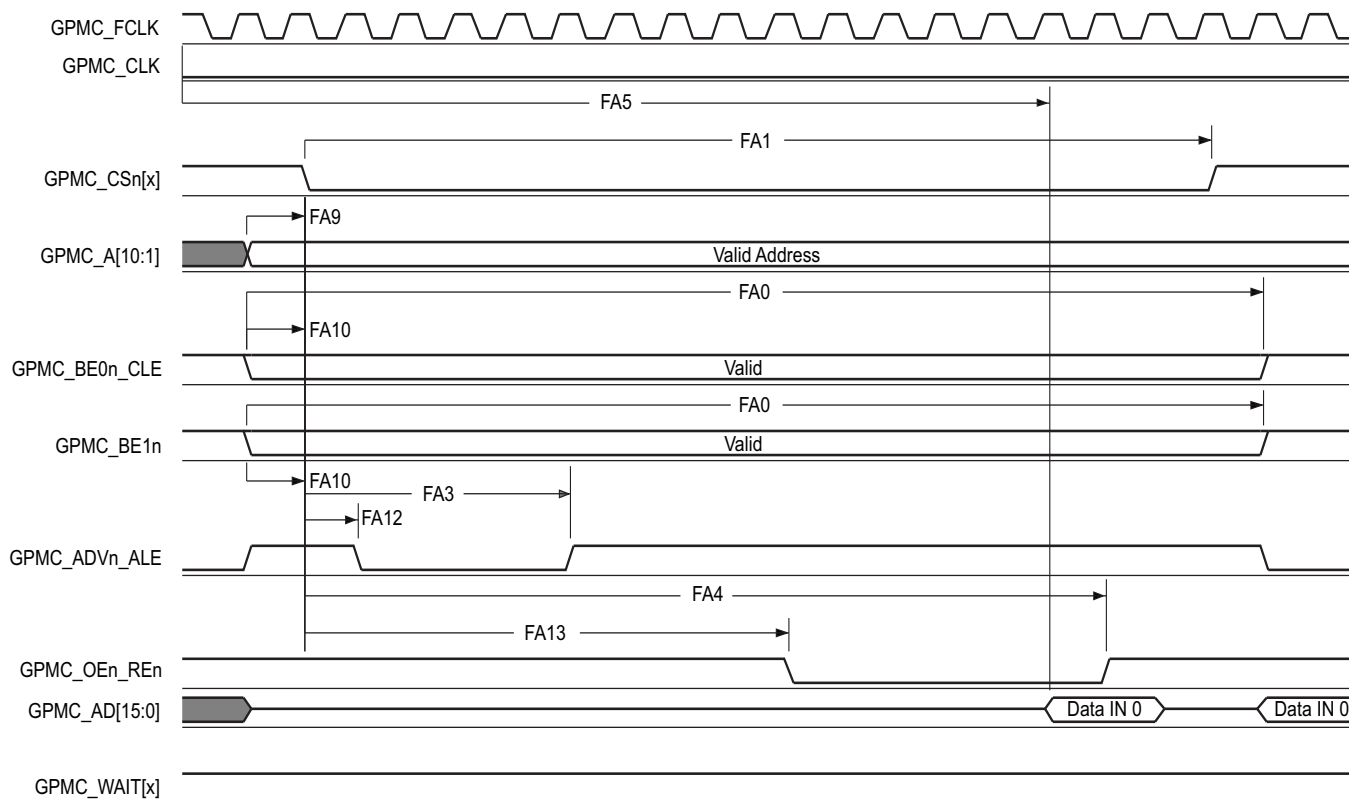 GPMC_FCLK
GPMC_CLK
FA5
FA1
GPMC_CSn[x]
FA9
GPMC_A[10:1]
Valid Address
FA0
FA10
GPMC_BE0n_CLE
Valid
FA0
GPMC_BE1n
Valid
FA10
FA3
FA12
GPMC_ADVn_ALE
FA4
FA13
GPMC_OEn_REn
GPMC_AD[15:0]
Data IN 0
Data IN 0
GPMC_WAIT[x]